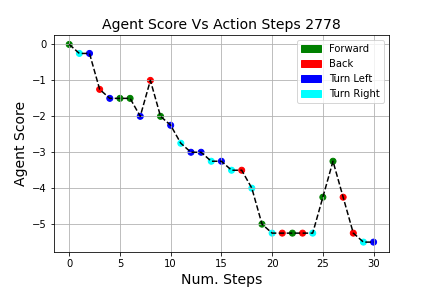 Agent Score Vs Action Steps 2778
Forward
Back
Turn Left
Turn Right
0
−1
−2
−3
−4
−5
Agent Score
0 5 10 15 20 25 30
Num. Steps